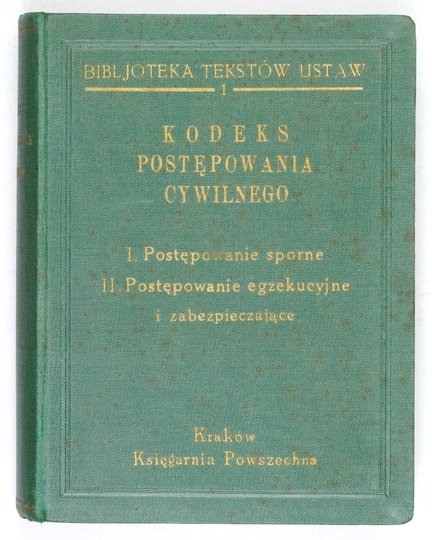 BIBLJOTEKA TEKSTÓW USTAW
1
KODEKS
POSTĘPOWANIA
CYWILNEGO
I. Postępowanie sporne
II. Postępowanie egzekucyjne
i zabezpieczające
Kraków
Księgarnia Powszechna